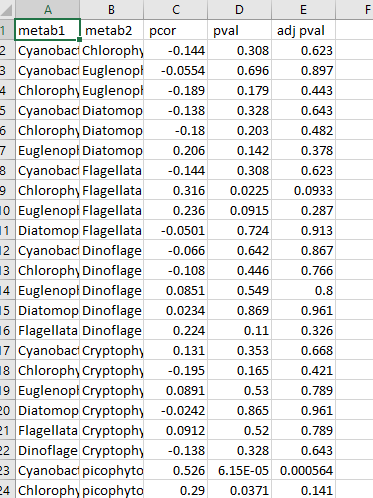 A B C D E F
1 metab1 metab2 pcor pval adj pval
2 Cyanobact Chlorophy -0.144 0.308 0.623
3 Cyanobact Euglenoph -0.0554 0.696 0.897
4 Chlorophy Euglenoph -0.189 0.179 0.443
5 Cyanobact Diatomop -0.138 0.328 0.643
6 Chlorophy Diatomop -0.18 0.203 0.482
7 Euglenoph Diatomop 0.206 0.142 0.378
8 Cyanobact Flagellata -0.144 0.308 0.623
9 Chlorophy Flagellata 0.316 0.0225 0.0933
10 Euglenoph Flagellata 0.236 0.0915 0.287
11 Diatomop Flagellata -0.0501 0.724 0.913
12 Cyanobact Dinoflage -0.066 0.642 0.867
13 Chlorophy Dinoflage -0.108 0.446 0.766
14 Euglenoph Dinoflage 0.0851 0.549 0.8
15 Diatomop Dinoflage 0.0234 0.869 0.961
16 Flagellata Dinoflage 0.224 0.11 0.326
17 Cyanobact Cryptophy 0.131 0.353 0.668
18 Chlorophy Cryptophy -0.195 0.165 0.421
19 Euglenoph Cryptophy 0.0891 0.53 0.789
20 Diatomop Cryptophy -0.0242 0.865 0.961
21 Flagellata Cryptophy 0.0912 0.52 0.789
22 Dinoflage Cryptophy -0.138 0.328 0.643
23 Cyanobact picophyto 0.526 6.15E-05 0.000564
24 Chlorophy picophyto 0.29 0.0371 0.141